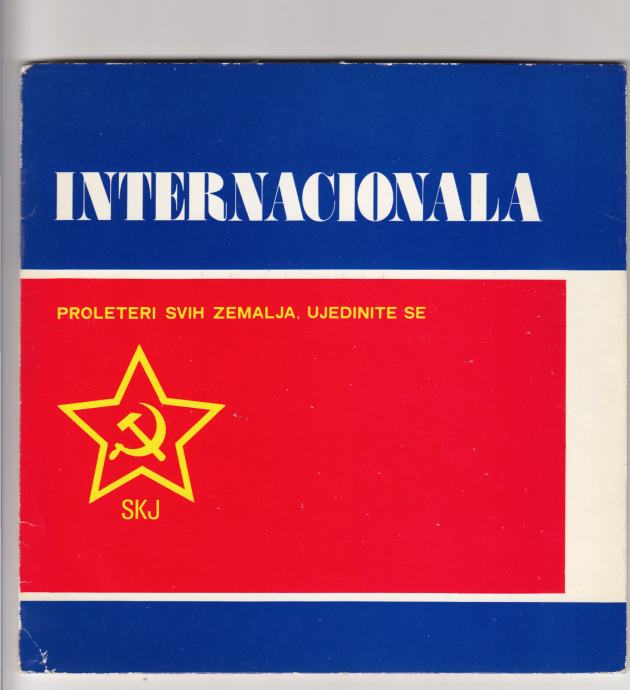 INTERNACIONALA
PROLETERI SVIH ZEMALJA, UJEDINITE SE
SKJ